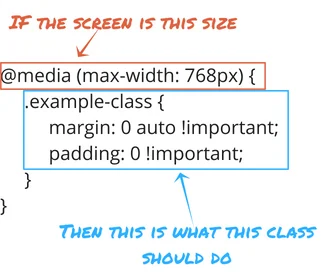 IF THE SCREEN IS THIS SIZE
@media (max-width: 768px) {
.example-class {
margin: 0 auto !important;
padding: 0 !important;
}
}
THEN THIS IS WHAT THIS CLASS
SHOULD DO